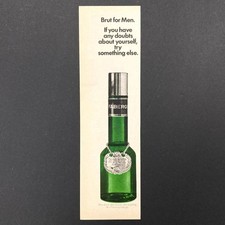 Brut for Men.
If you have
any doubts
about yourself,
try
something else.